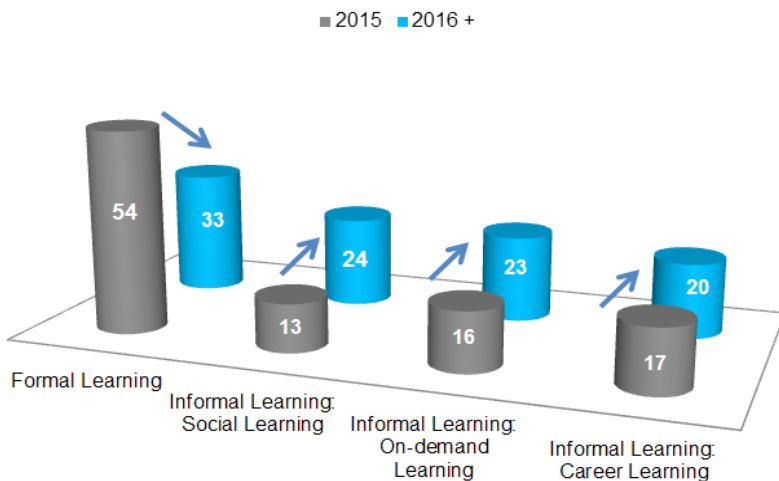 2015 2016 +
54
33
13
24
16
23
17
20
Formal Learning
Informal Learning:
Social Learning
Informal Learning:
On-demand
Learning
Informal Learning:
Career Learning